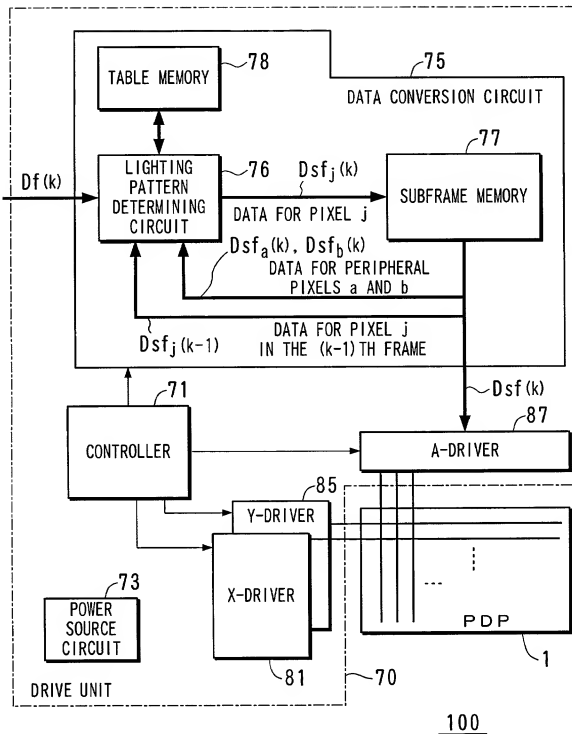 78
75
TABLE MEMORY
DATA CONVERSION CIRCUIT
77
Df(k)
LIGHTING
PATTERN
DETERMINING
CIRCUIT
76
Dsfj(k)
DATA FOR PIXEL j
SUBFRAME MEMORY
Dsfa(k), Dsfb(k)
DATA FOR PERIPHERAL
PIXELS a AND b
Dsfj(k-1)
DATA FOR PIXEL j
IN THE (k-1)TH FRAME
Dsf(k)
71
87
CONTROLLER
A-DRIVER
85
Y-DRIVER
X-DRIVER
73
POWER
SOURCE
CIRCUIT
PDP
81
70
1
DRIVE UNIT
100